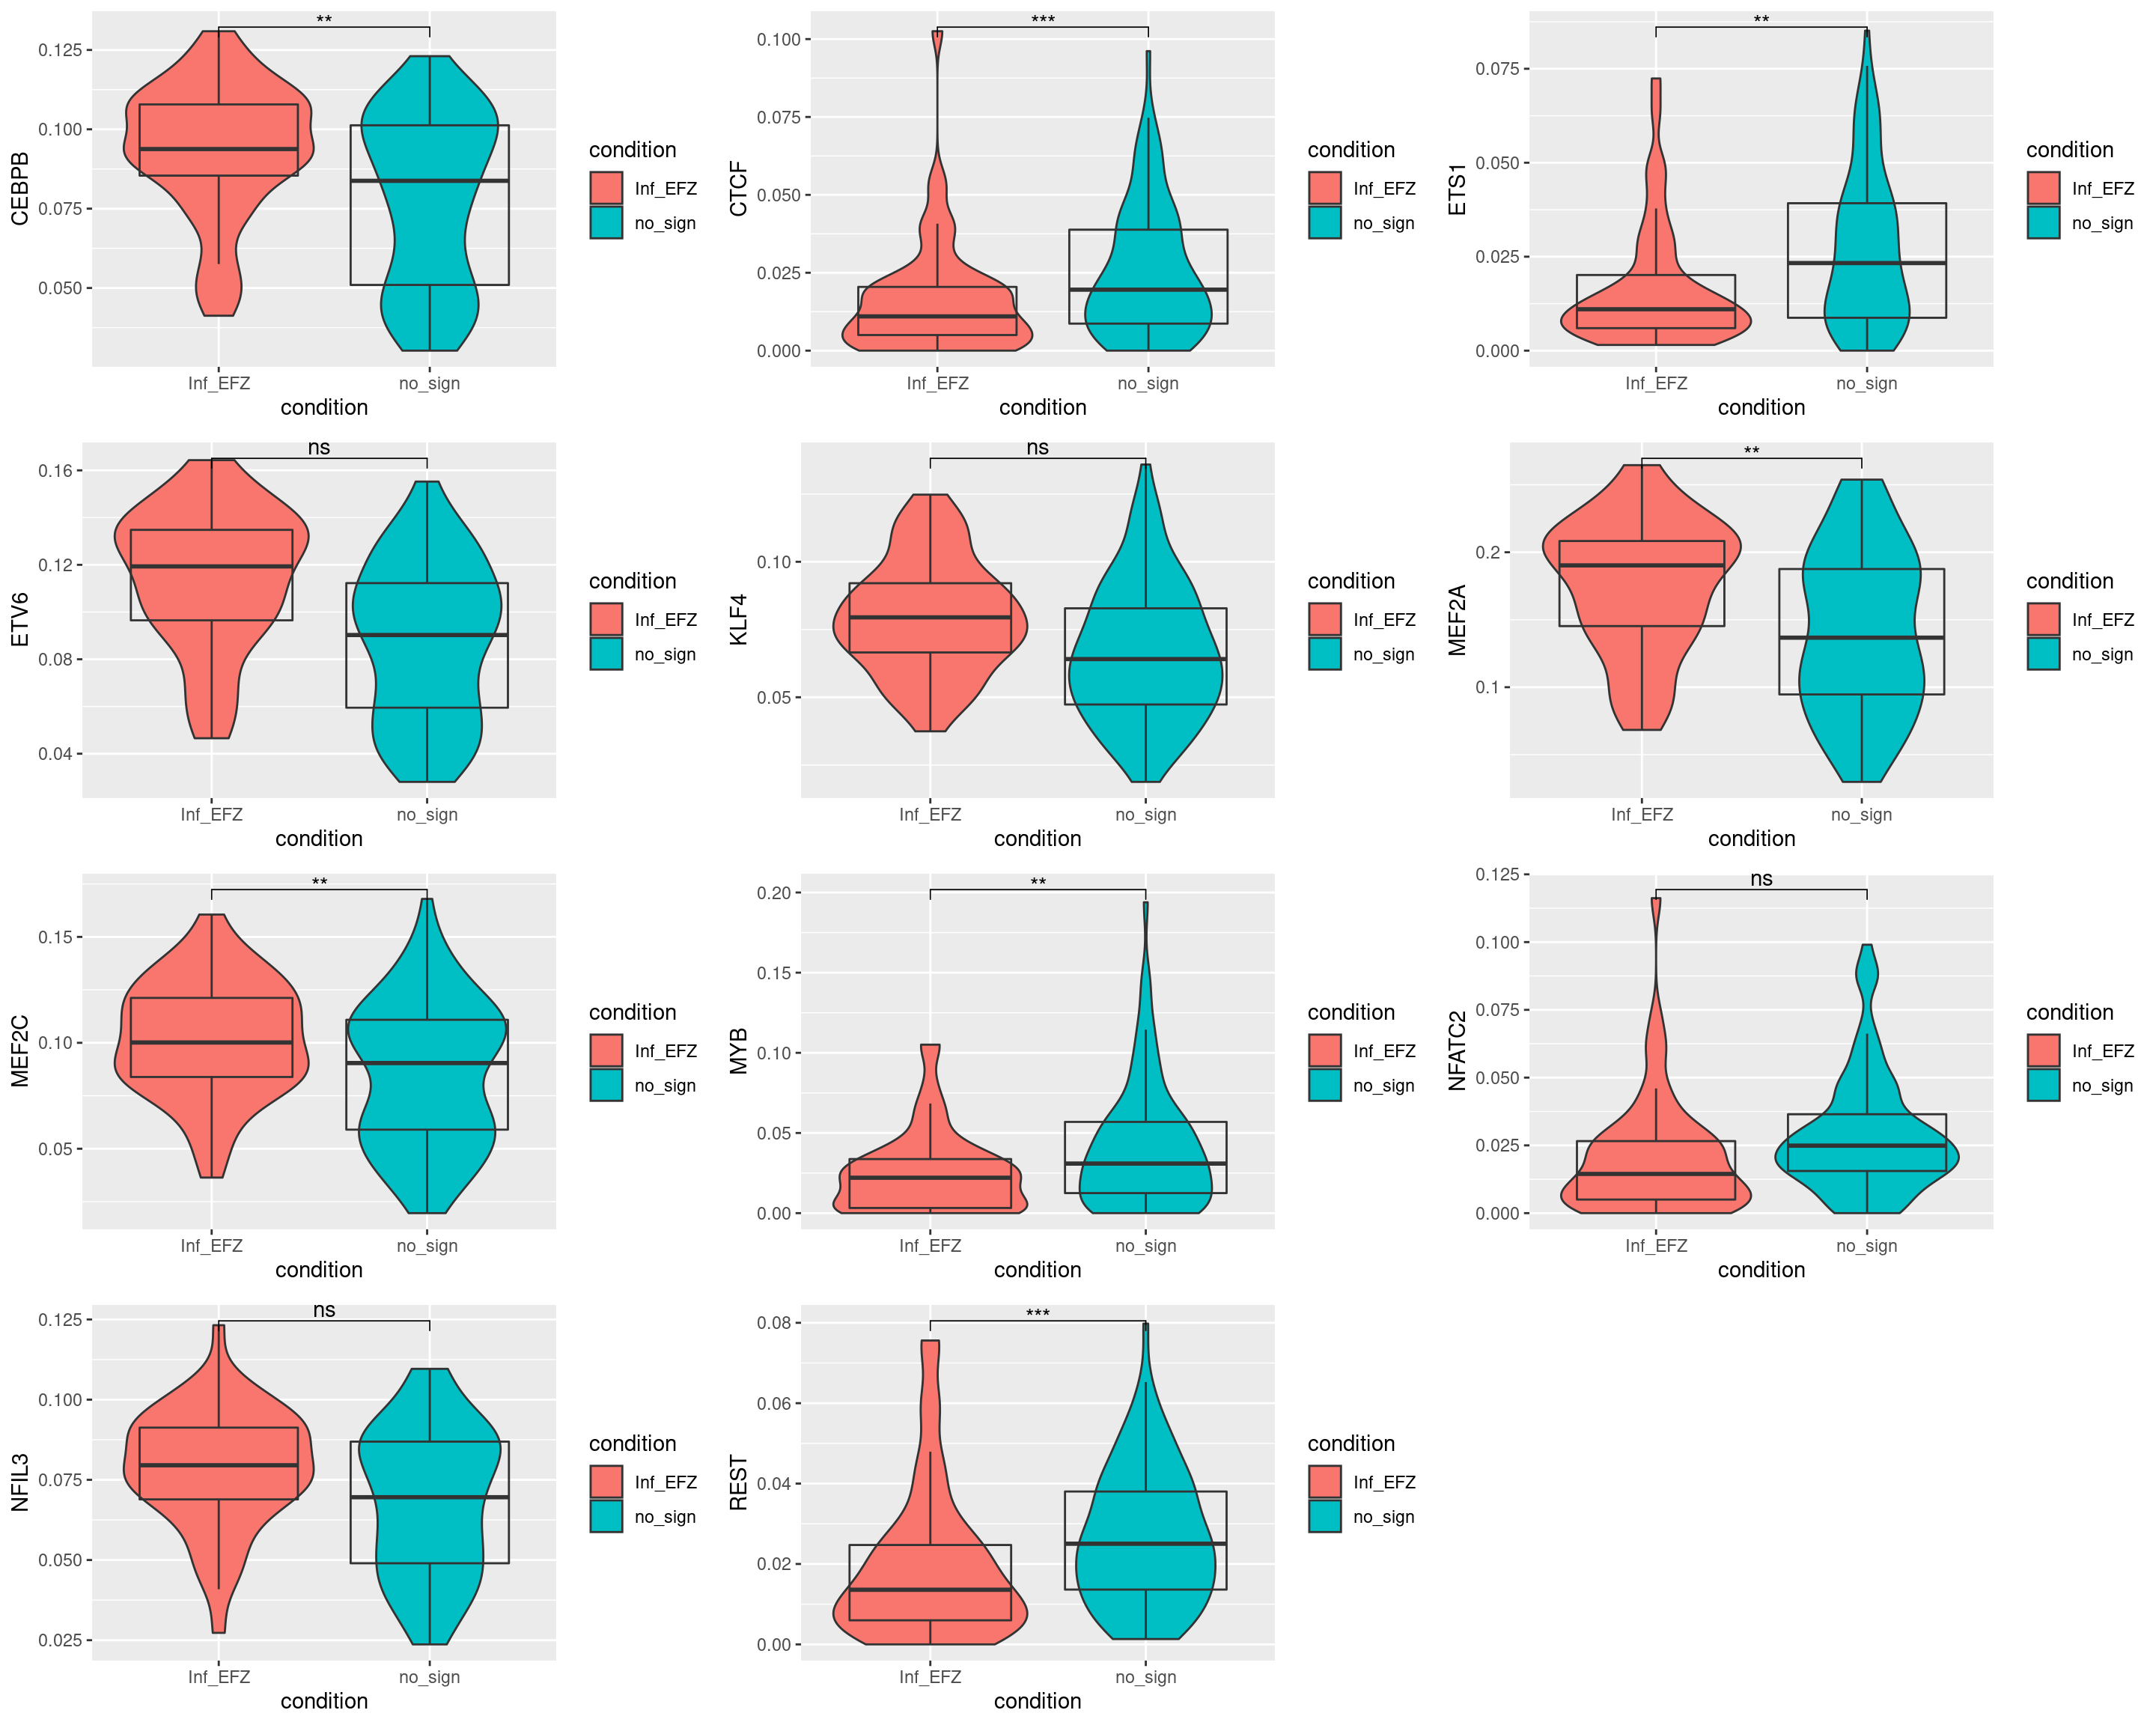 **
CEBPB
0.125
0.100
0.075
0.050
Inf_EFZ
no_sign
condition
condition
Inf_EFZ
no_sign
***
CTCF
0.100
0.075
0.050
0.025
0.000
Inf_EFZ
no_sign
condition
condition
Inf_EFZ
no_sign
**
ETS1
0.075
0.050
0.025
0.000
Inf_EFZ
no_sign
condition
condition
Inf_EFZ
no_sign
ns
ETV6
0.16
0.12
0.08
0.04
Inf_EFZ
no_sign
condition
condition
Inf_EFZ
no_sign
ns
KLF4
0.10
0.05
Inf_EFZ
no_sign
condition
condition
Inf_EFZ
no_sign
**
MEF2A
0.2
0.1
Inf_EFZ
no_sign
condition
condition
Inf_EFZ
no_sign
**
MEF2C
0.15
0.10
0.05
Inf_EFZ
no_sign
condition
condition
Inf_EFZ
no_sign
**
MYB
0.20
0.15
0.10
0.05
0.00
Inf_EFZ
no_sign
condition
condition
Inf_EFZ
no_sign
ns
NFATC2
0.125
0.100
0.075
0.050
0.025
0.000
Inf_EFZ
no_sign
condition
condition
Inf_EFZ
no_sign
ns
NFIL3
0.125
0.100
0.075
0.050
0.025
Inf_EFZ
no_sign
condition
condition
Inf_EFZ
no_sign
***
REST
0.08
0.06
0.04
0.02
0.00
Inf_EFZ
no_sign
condition
condition
Inf_EFZ
no_sign